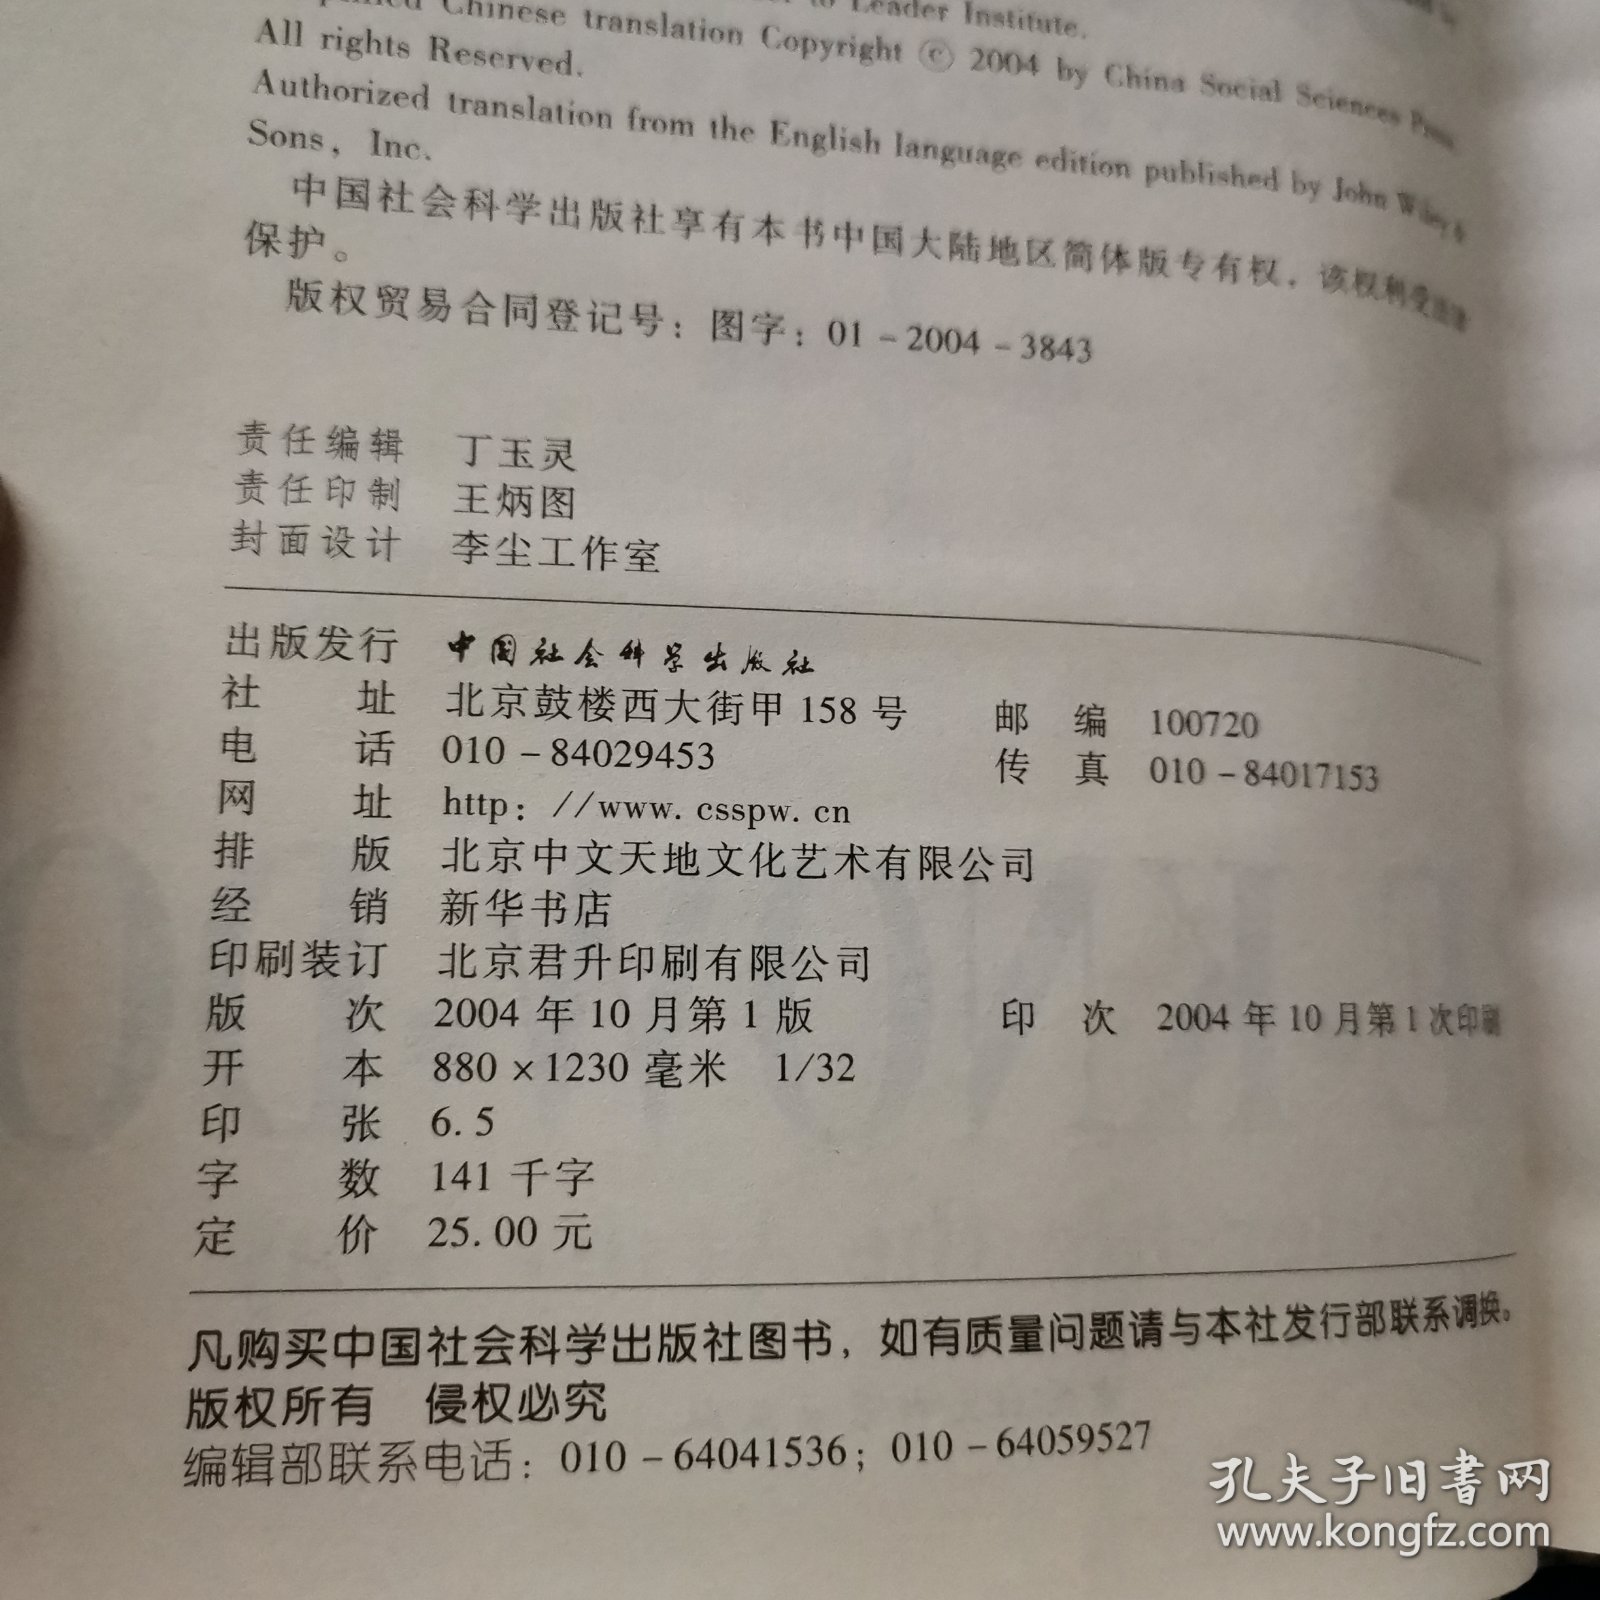 to Leader Institute.
Chinese translation Copyright © 2004 by China Social Sciences Press
All rights Reserved.
Authorized translation from the English language edition published by John Wiley &
Sons, Inc.
中国社会科学出版社享有本书中国大陆地区简体版专有权，该权利受法律
保护。
版权贸易合同登记号：图字：01-2004-3843
责任编辑 丁玉灵
责任印制 王炳图
封面设计 李尘工作室
出版发行 中国社会科学出版社
社 址 北京鼓楼西大街甲158号 邮 编 100720
电 话 010-84029453 传 真 010-84017153
网 址 http://www.csspw.cn
排 版 北京中文天地文化艺术有限公司
经 销 新华书店
印刷装订 北京君升印刷有限公司
版 次 2004年10月第1版 印 次 2004年10月第1次印刷
开 本 880×1230毫米 1/32
印 张 6.5
字 数 141千字
定 价 25.00元
凡购买中国社会科学出版社图书，如有质量问题请与本社发行部联系调换。
版权所有 侵权必究
编辑部联系电话：010-64041536；010-64059527
孔夫子旧书网
www.kongfz.com